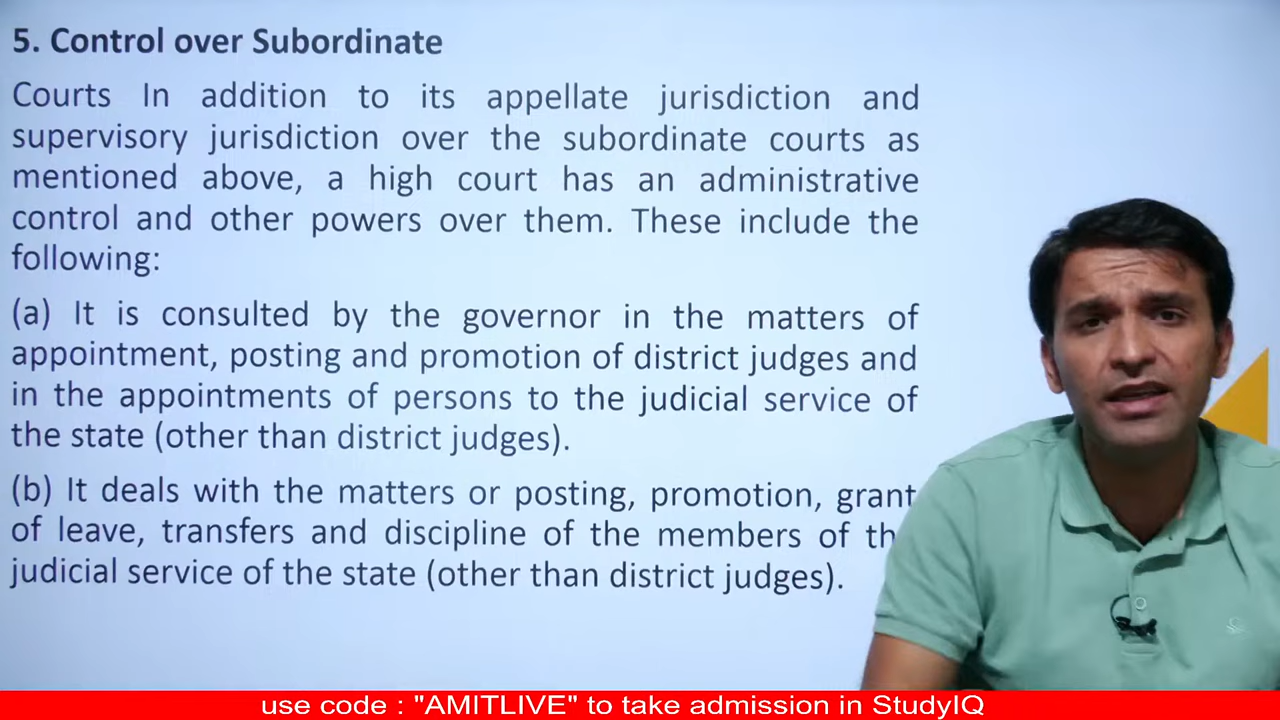 5. Control over Subordinate
Courts In addition to its appellate jurisdiction and
supervisory jurisdiction over the subordinate courts as
mentioned above, a high court has an administrative
control and other powers over them. These include the
following:
(a) It is consulted by the governor in the matters of
appointment, posting and promotion of district judges and
in the appointments of persons to the judicial service of
the state (other than district judges).
(b) It deals with the matters or posting, promotion, grant
of leave, transfers and discipline of the members of th
judicial service of the state (other than district judges).
use code : "AMITLIVE" to take admission in StudyIQ